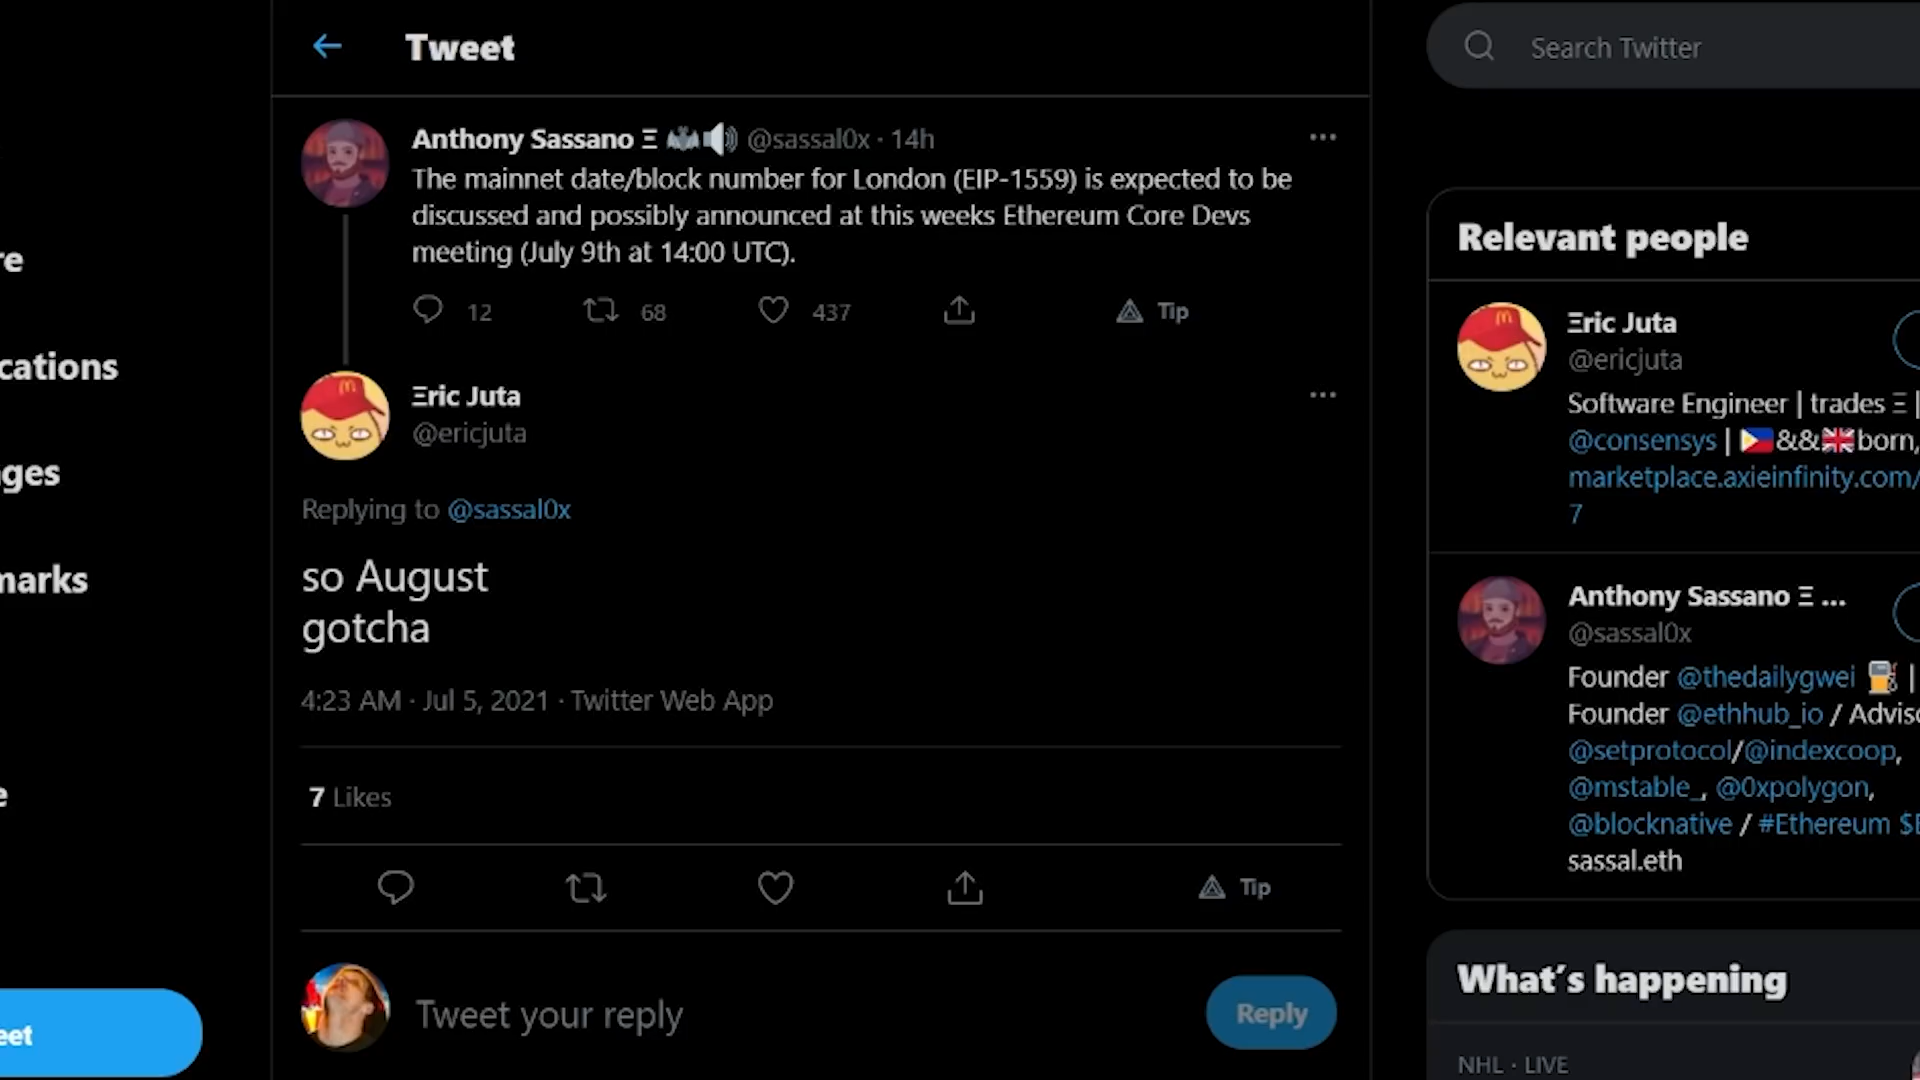 Tweet
Search Twitter
Anthony Sassano Ξ 🦇🔊 @sassal0x · 14h
The mainnet date/block number for London (EIP-1559) is expected to be
discussed and possibly announced at this weeks Ethereum Core Devs
meeting (July 9th at 14:00 UTC).
12 68 437 Tip
Ξric Juta
@ericjuta
Replying to @sassal0x
so August
gotcha
4:23 AM · Jul 5, 2021 · Twitter Web App
7 Likes
Tip
Tweet your reply
Reply
re
cations
ges
marks
e
eet
Relevant people
Ξric Juta
@ericjuta
Software Engineer | trades Ξ |
@consensys | 🇵🇭&&🇬🇧born,
marketplace.axieinfinity.com/
7
Anthony Sassano Ξ ...
@sassal0x
Founder @thedailygwei ⛽ |
Founder @ethhub_io / Adviso
@setprotocol/@indexcoop,
@mstable_, @0xpolygon,
@blocknative / #Ethereum $E
sassal.eth
What's happening
NHL · LIVE